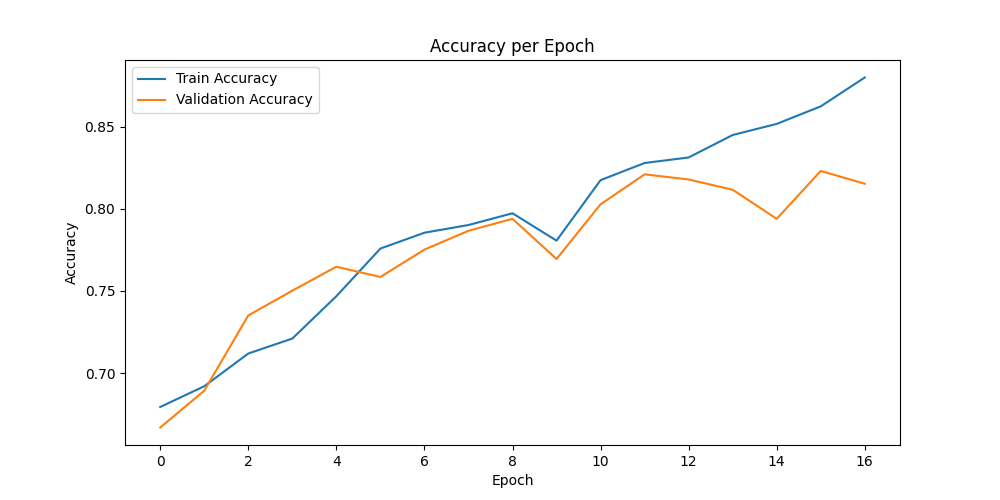 Accuracy per Epoch
Train Accuracy
Validation Accuracy
Accuracy
0.85
0.80
0.75
0.70
0 2 4 6 8 10 12 14 16
Epoch